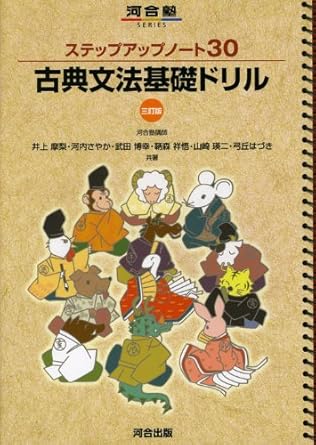 河合塾
SERIES
ステップアップノート30
古典文法基礎ドリル
三訂版
河合塾講師
井上 摩梨・河内さやか・武田 博幸・鞆森 祥悟・山崎 瑛二・弓丘はづき
共著
河合出版